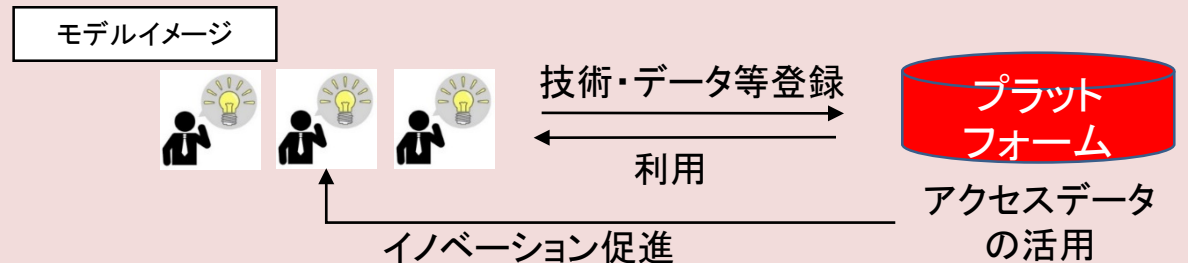 モデルイメージ
技術・データ等登録
利用
プラット
フォーム
アクセスデータ
の活用
イノベーション促進